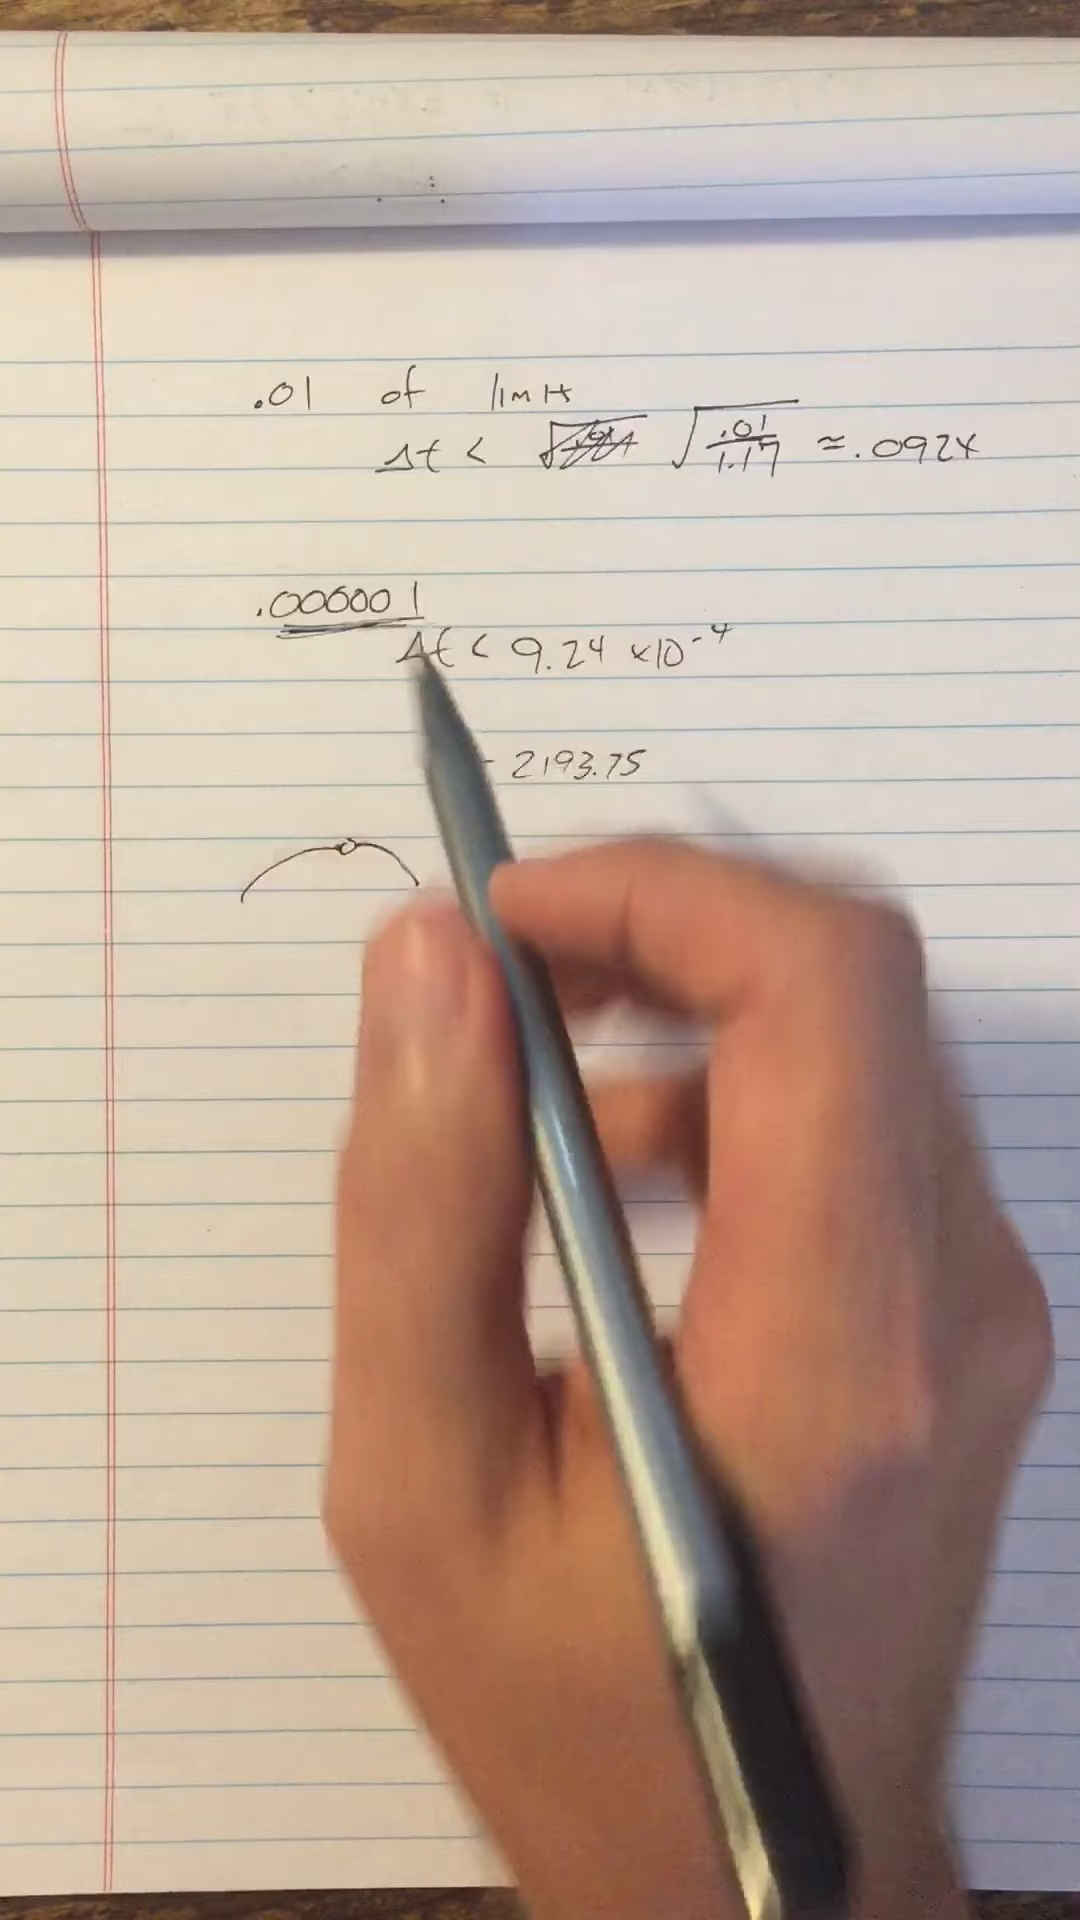 .01 of limit
Δt < √(.01/1.17) ≈ .0924
.000001
Δt < 9.24 ×10⁻⁴
- 2193.75